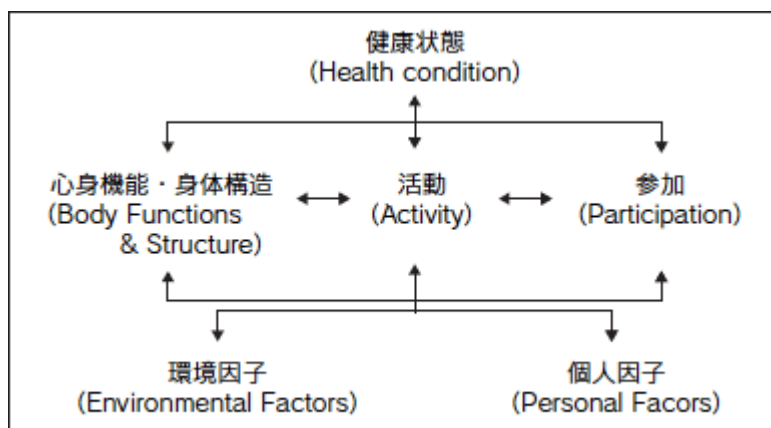 健康状態
(Health condition)
心身機能・身体構造
(Body Functions
& Structure)
活動
(Activity)
参加
(Participation)
環境因子
(Environmental Factors)
個人因子
(Personal Facors)